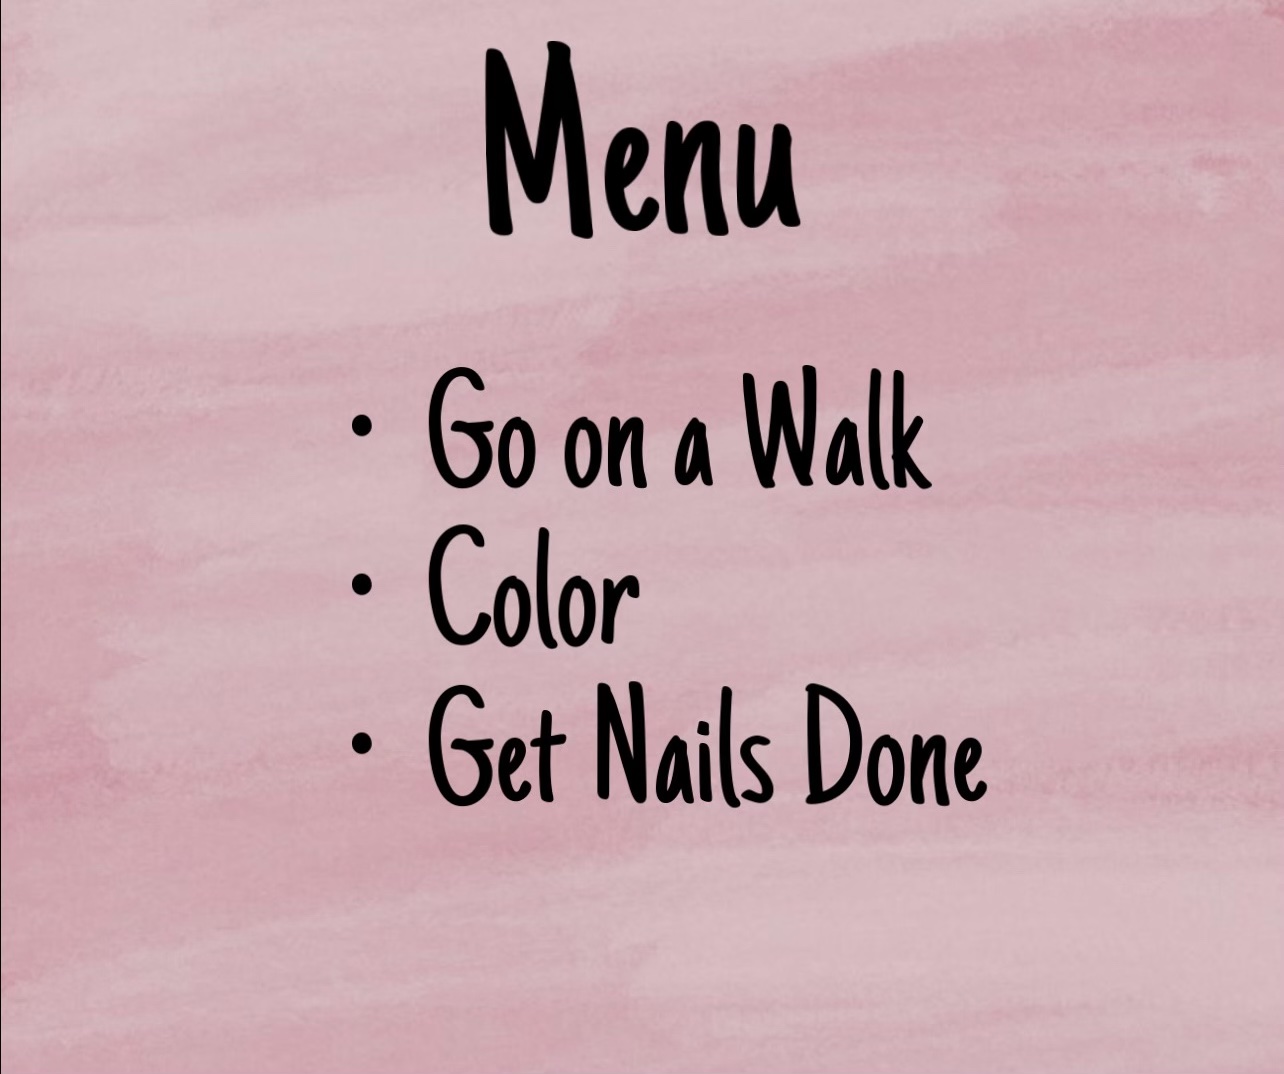 Menu
• Go on a Walk
• Color
• Get Nails Done